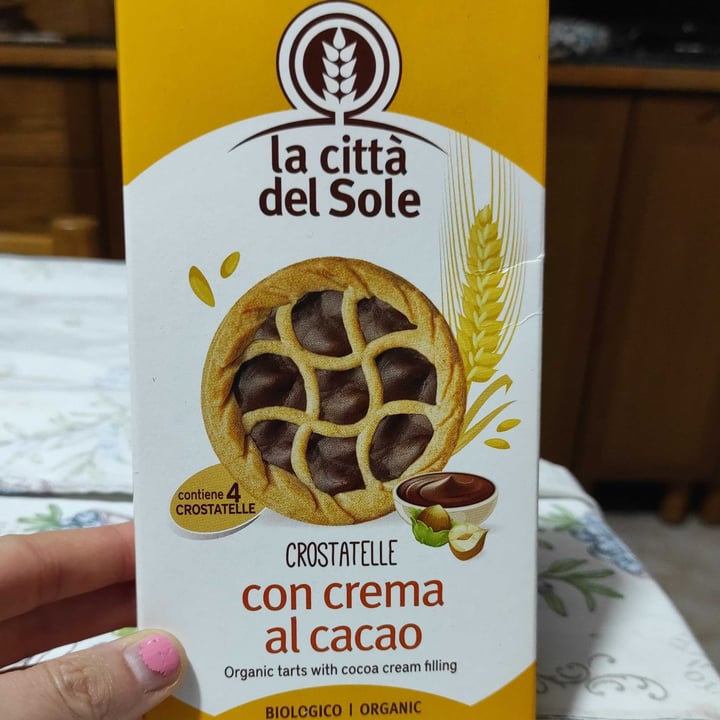 la città
del Sole
contiene 4
CROSTATELLE
CROSTATELLE
con crema
al cacao
Organic tarts with cocoa cream filling
BIOLOGICO | ORGANIC